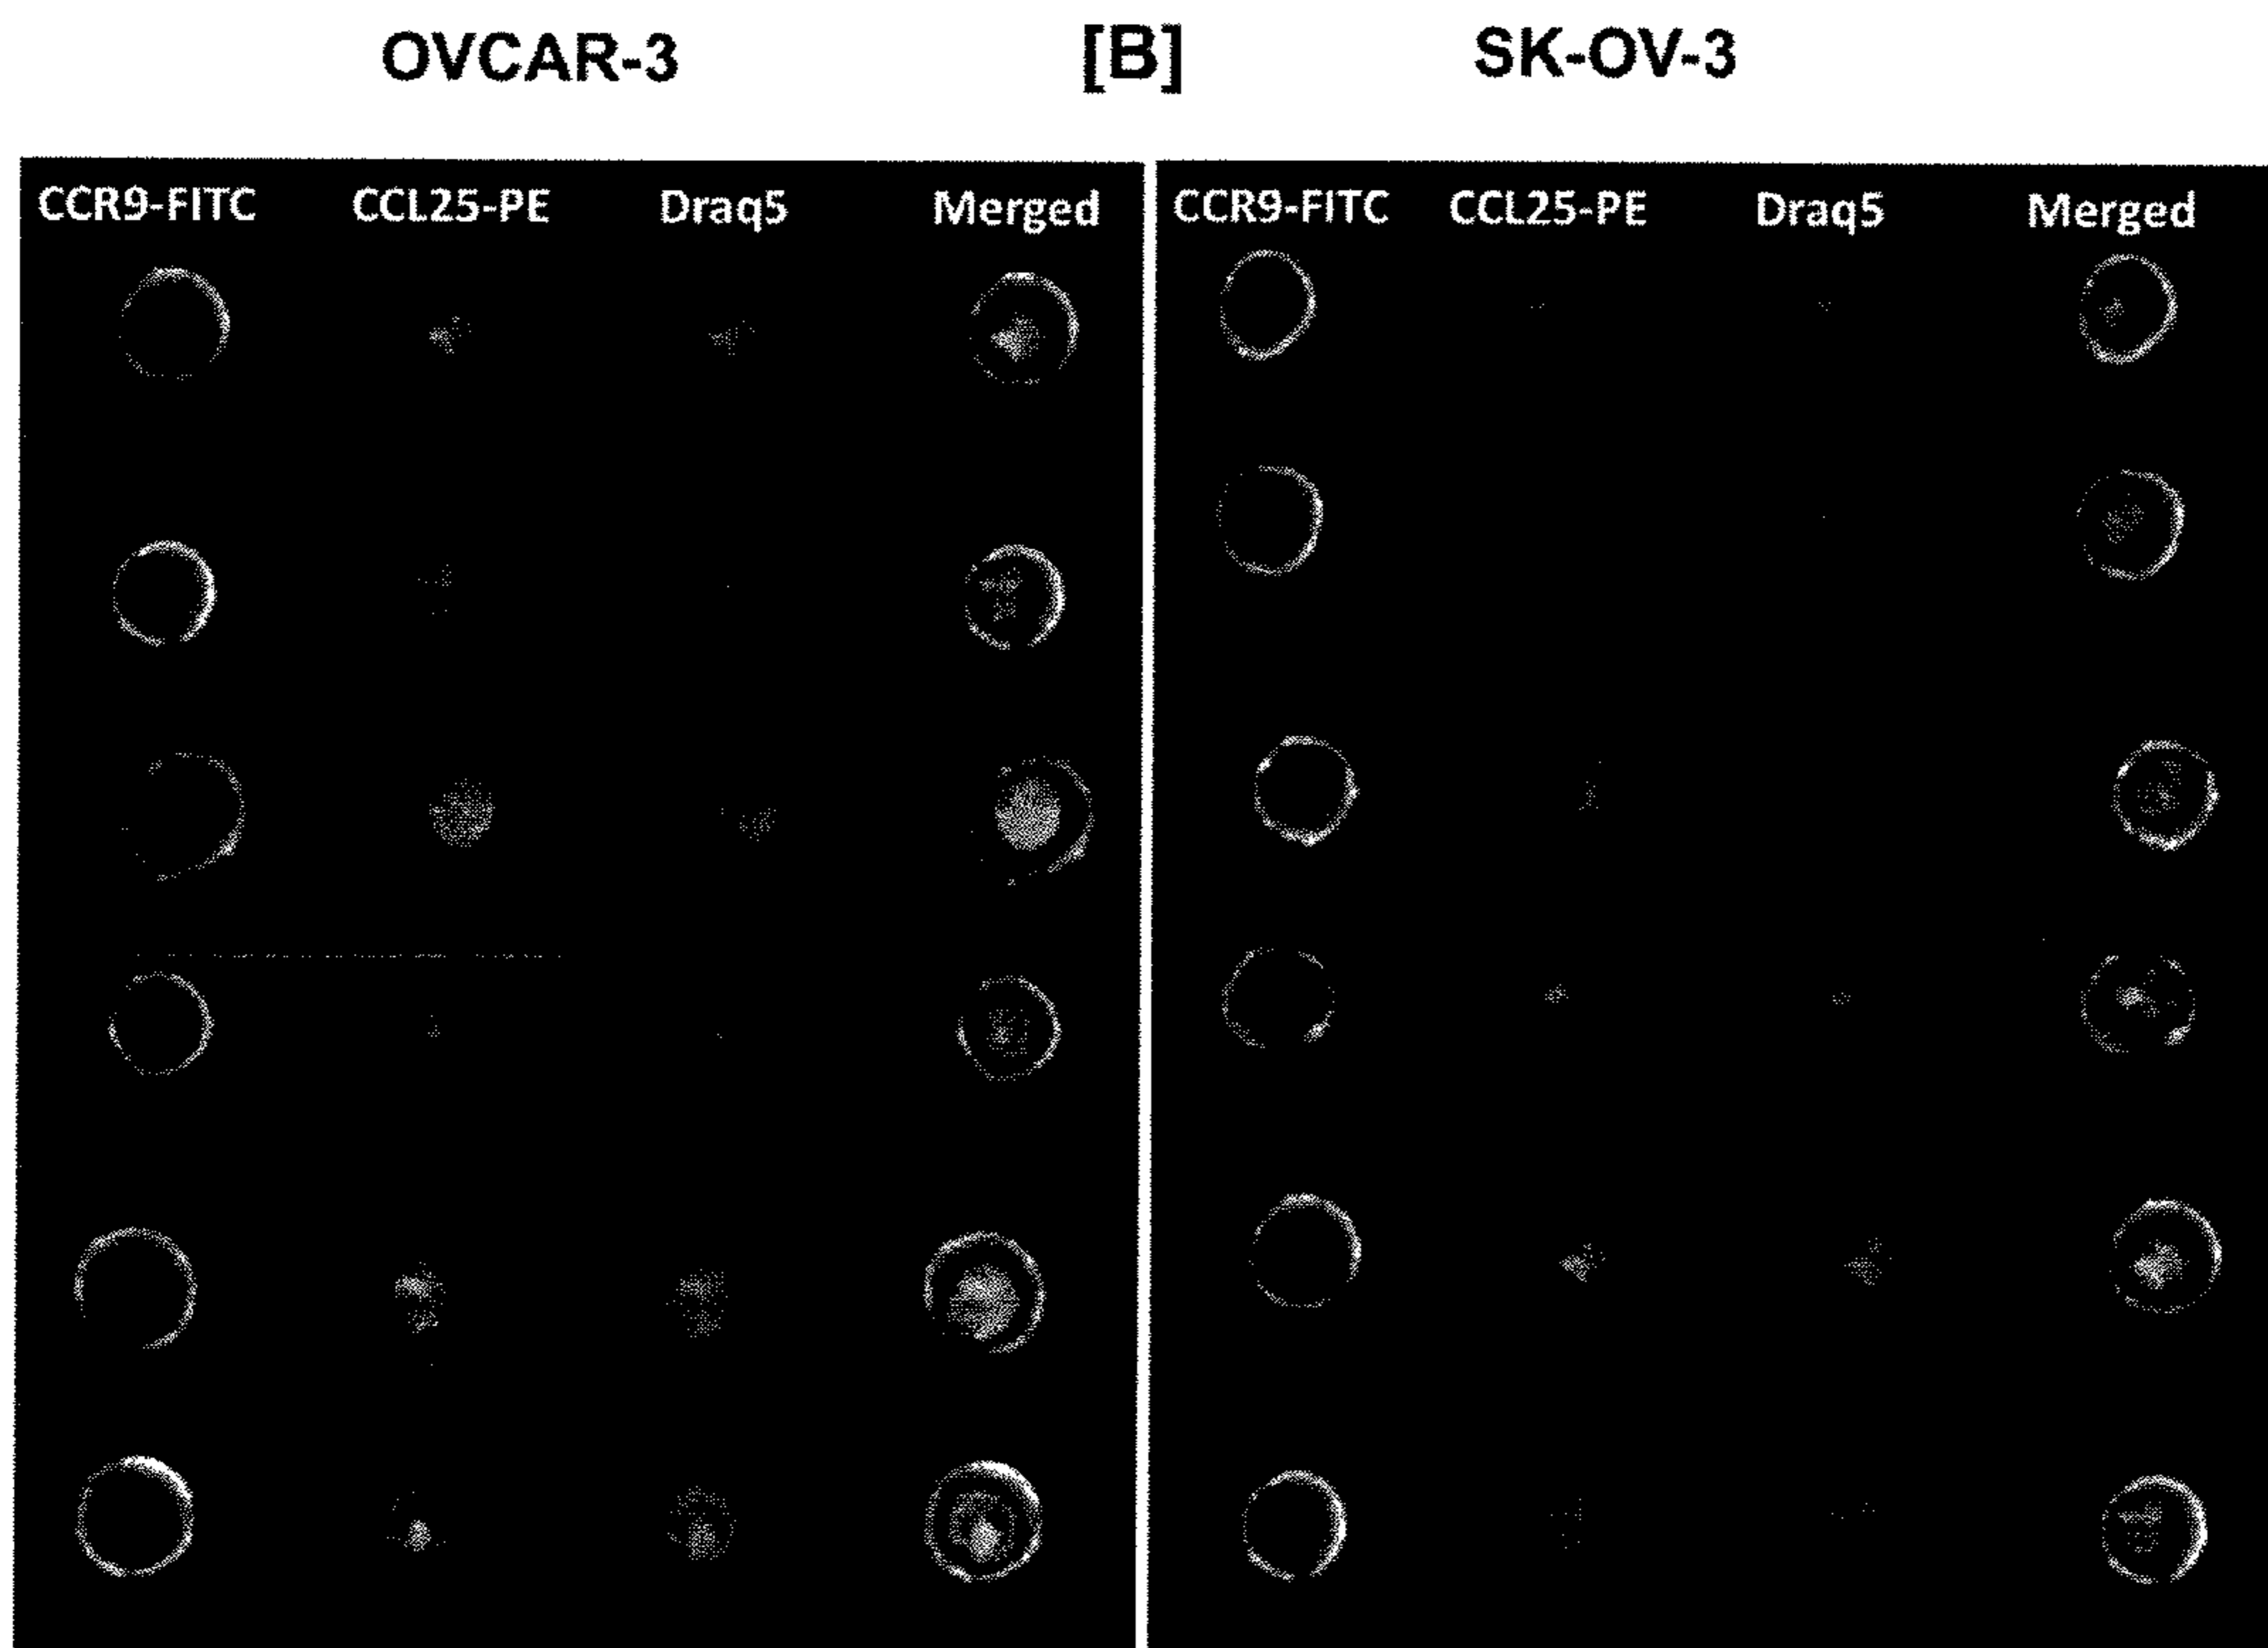 OVCAR-3 [B] SK-OV-3
CCR9-FITC CCL25-PE Draq5 Merged CCR9-FITC CCL25-PE Draq5 Merged